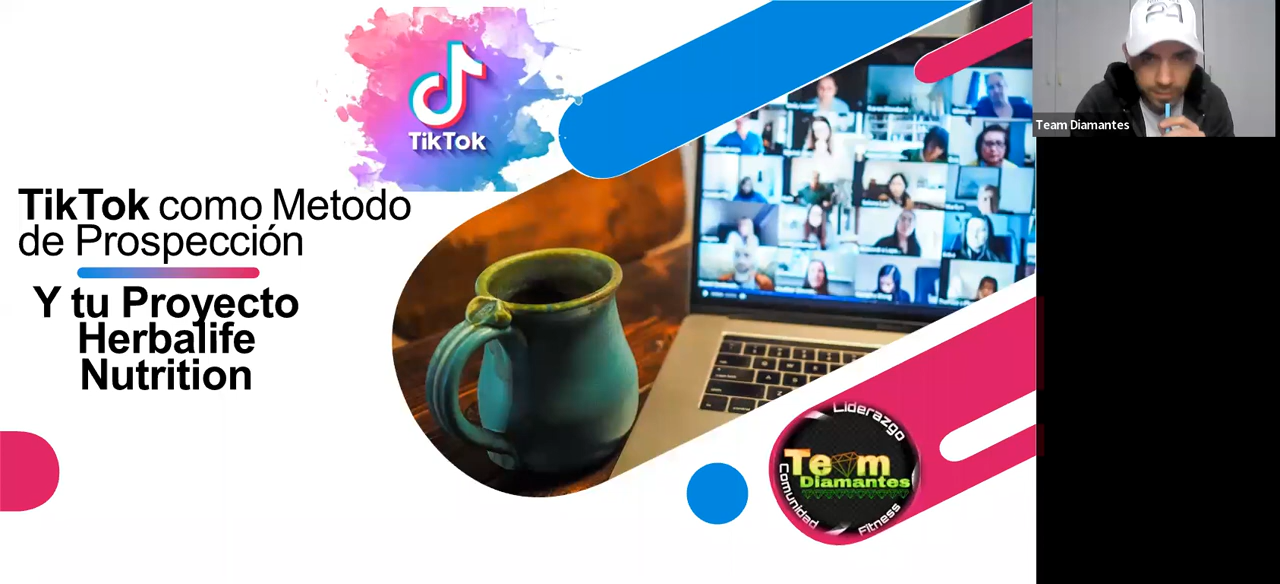 TikTok
TikTok como Metodo
de Prospección
Y tu Proyecto
Herbalife
Nutrition
Liderazgo
Team
Diamantes
Comunidad
Fitness
Team Diamantes